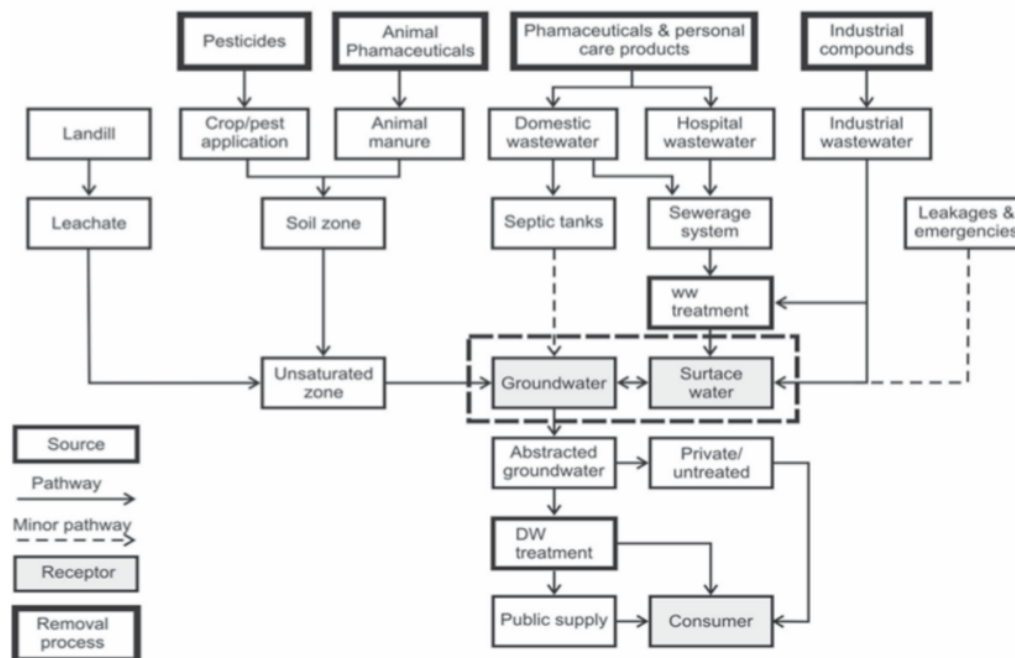 Pesticides
Animal
Phamaceuticals
Phamaceuticals & personal
care products
Industrial
compounds
Landill
Crop/pest
application
Animal
manure
Domestic
wastewater
Hospital
wastewater
Industrial
wastewater
Leachate
Soil zone
Septic tanks
Sewerage
system
Leakages &
emergencies
ww
treatment
Unsaturated
zone
Groundwater
Surtace
water
Source
Pathway
Minor pathway
Receptor
Removal
process
Abstracted
groundwater
Private/
untreated
DW
treatment
Public supply
Consumer